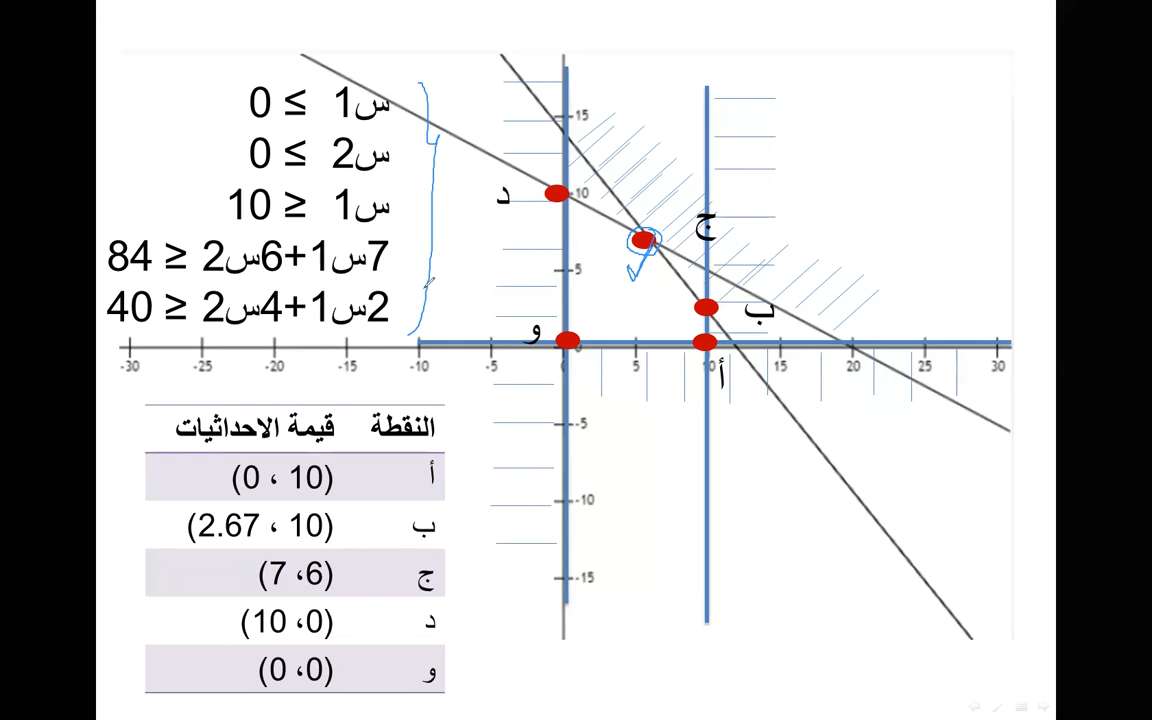 س1 ≥ 0
س2 ≥ 0
س1 ≤ 10
7س1+6س2 ≤ 84
2س1+4س2 ≤ 40
15
10
5
0
-5
-10
-15
-30 -25 -20 -15 -10 -5 5 10 15 20 25 30
د
ج
ب
و
أ
النقطة قيمة الاحداثيات
أ (10 ، 0)
ب (10 ، 2.67)
ج (6، 7)
د (0، 10)
و (0، 0)